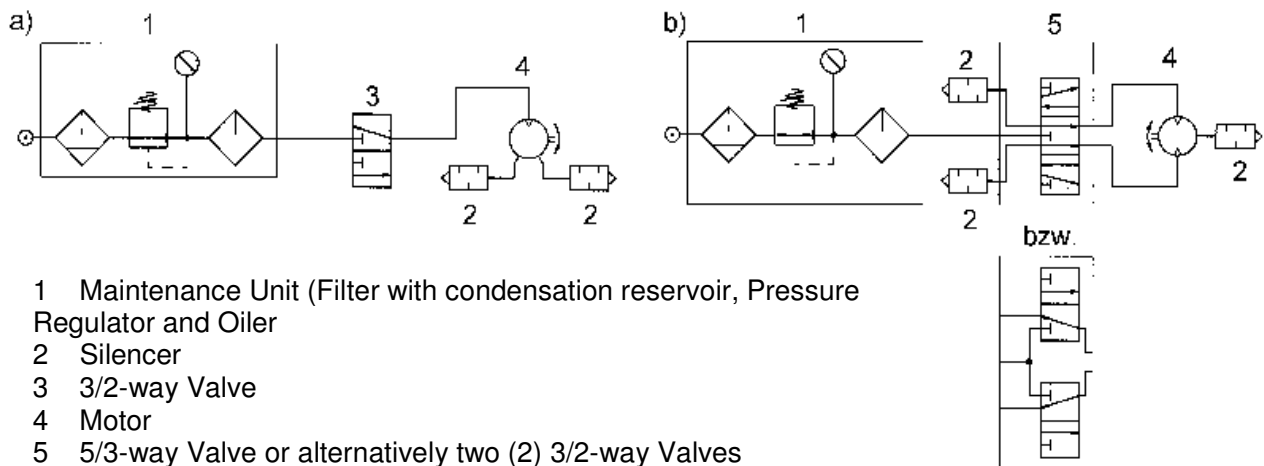 a) 1 b) 1 5
2 4
4
3
2
2 2 2
bzw.
1 Maintenance Unit (Filter with condensation reservoir, Pressure
Regulator and Oiler
2 Silencer
3 3/2-way Valve
4 Motor
5 5/3-way Valve or alternatively two (2) 3/2-way Valves